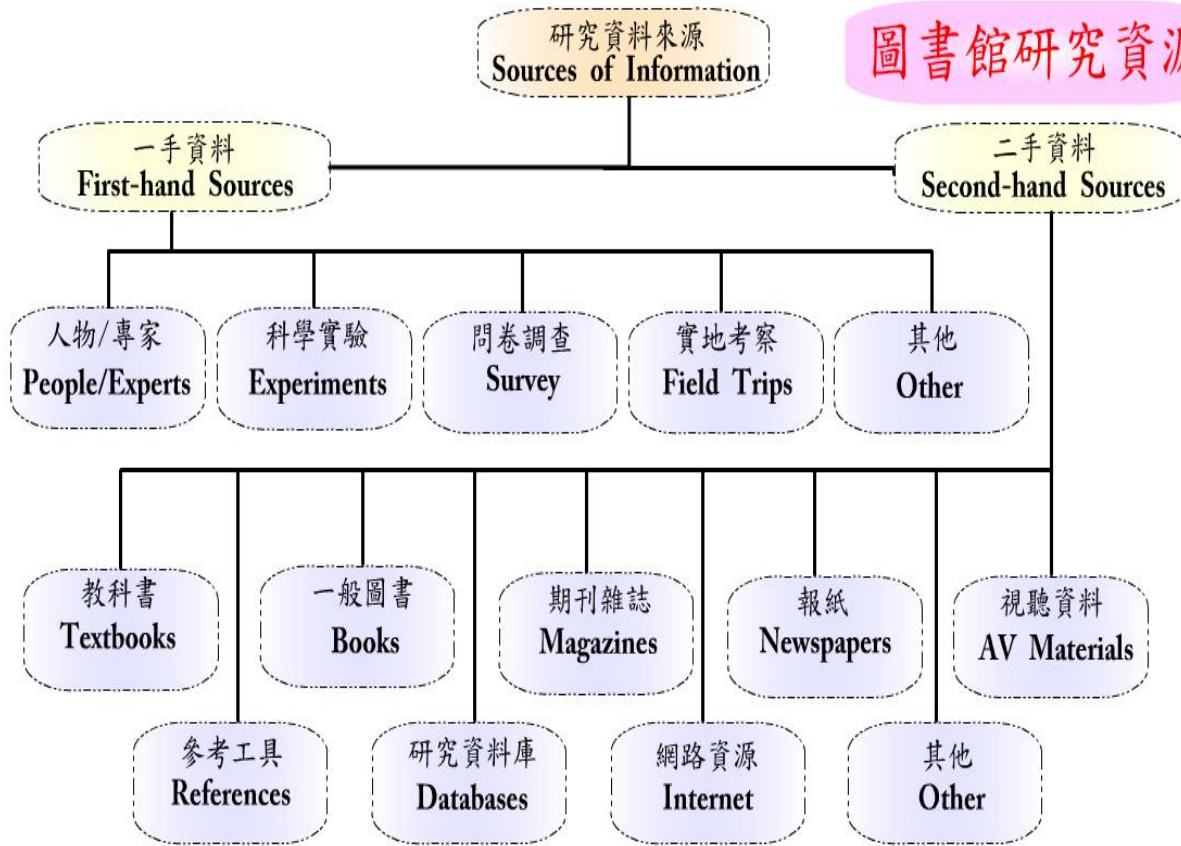 研究資料來源
Sources of Information
圖書館研究資源
一手資料
First-hand Sources
二手資料
Second-hand Sources
人物/專家
People/Experts
科學實驗
Experiments
問卷調查
Survey
實地考察
Field Trips
其他
Other
教科書
Textbooks
一般圖書
Books
期刊雜誌
Magazines
報紙
Newspapers
視聽資料
AV Materials
參考工具
References
研究資料庫
Databases
網路資源
Internet
其他
Other